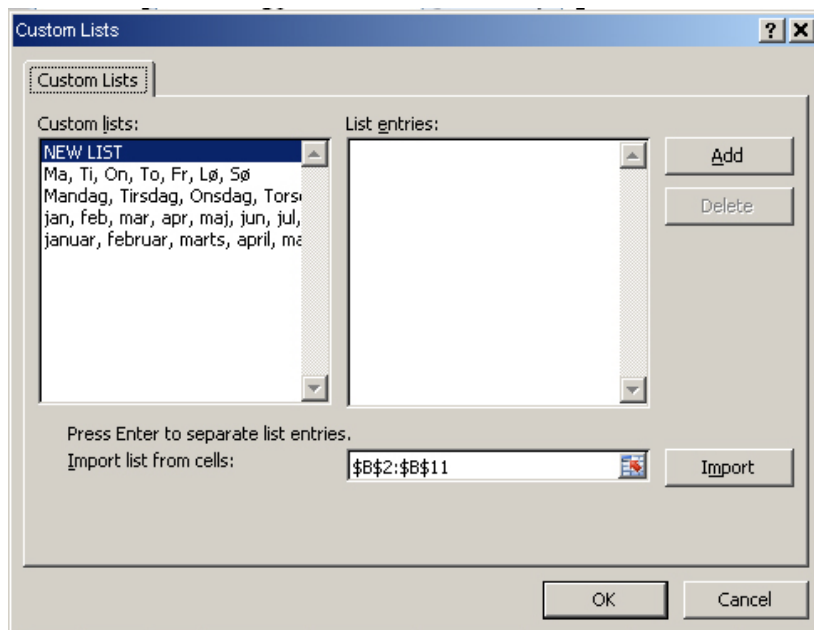 Custom Lists
Custom Lists
Custom lists:
NEW LIST
Ma, Ti, On, To, Fr, Lø, Sø
Mandag, Tirsdag, Onsdag, Tors
jan, feb, mar, apr, maj, jun, jul,
januar, februar, marts, april, ma
List entries:
Add
Delete
Press Enter to separate list entries.
Import list from cells:
$B$2:$B$11
Import
OK
Cancel